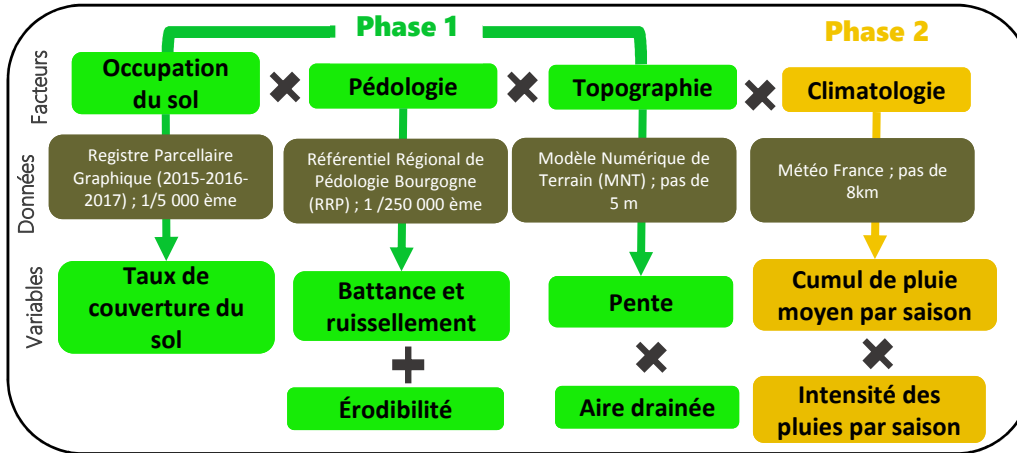 Phase 1
Phase 2
Facteurs
Occupation
du sol
Pédologie
Topographie
Climatologie
Données
Registre Parcellaire
Graphique (2015-2016-
2017) ; 1/5 000 ème
Référentiel Régional de
Pédologie Bourgogne
(RRP) ; 1 /250 000 ème
Modèle Numérique de
Terrain (MNT) ; pas de
5 m
Météo France ; pas de
8km
Variables
Taux de
couverture du
sol
Battance et
ruissellement
+
Érodibilité
Pente
Aire drainée
Cumul de pluie
moyen par saison
Intensité des
pluies par saison